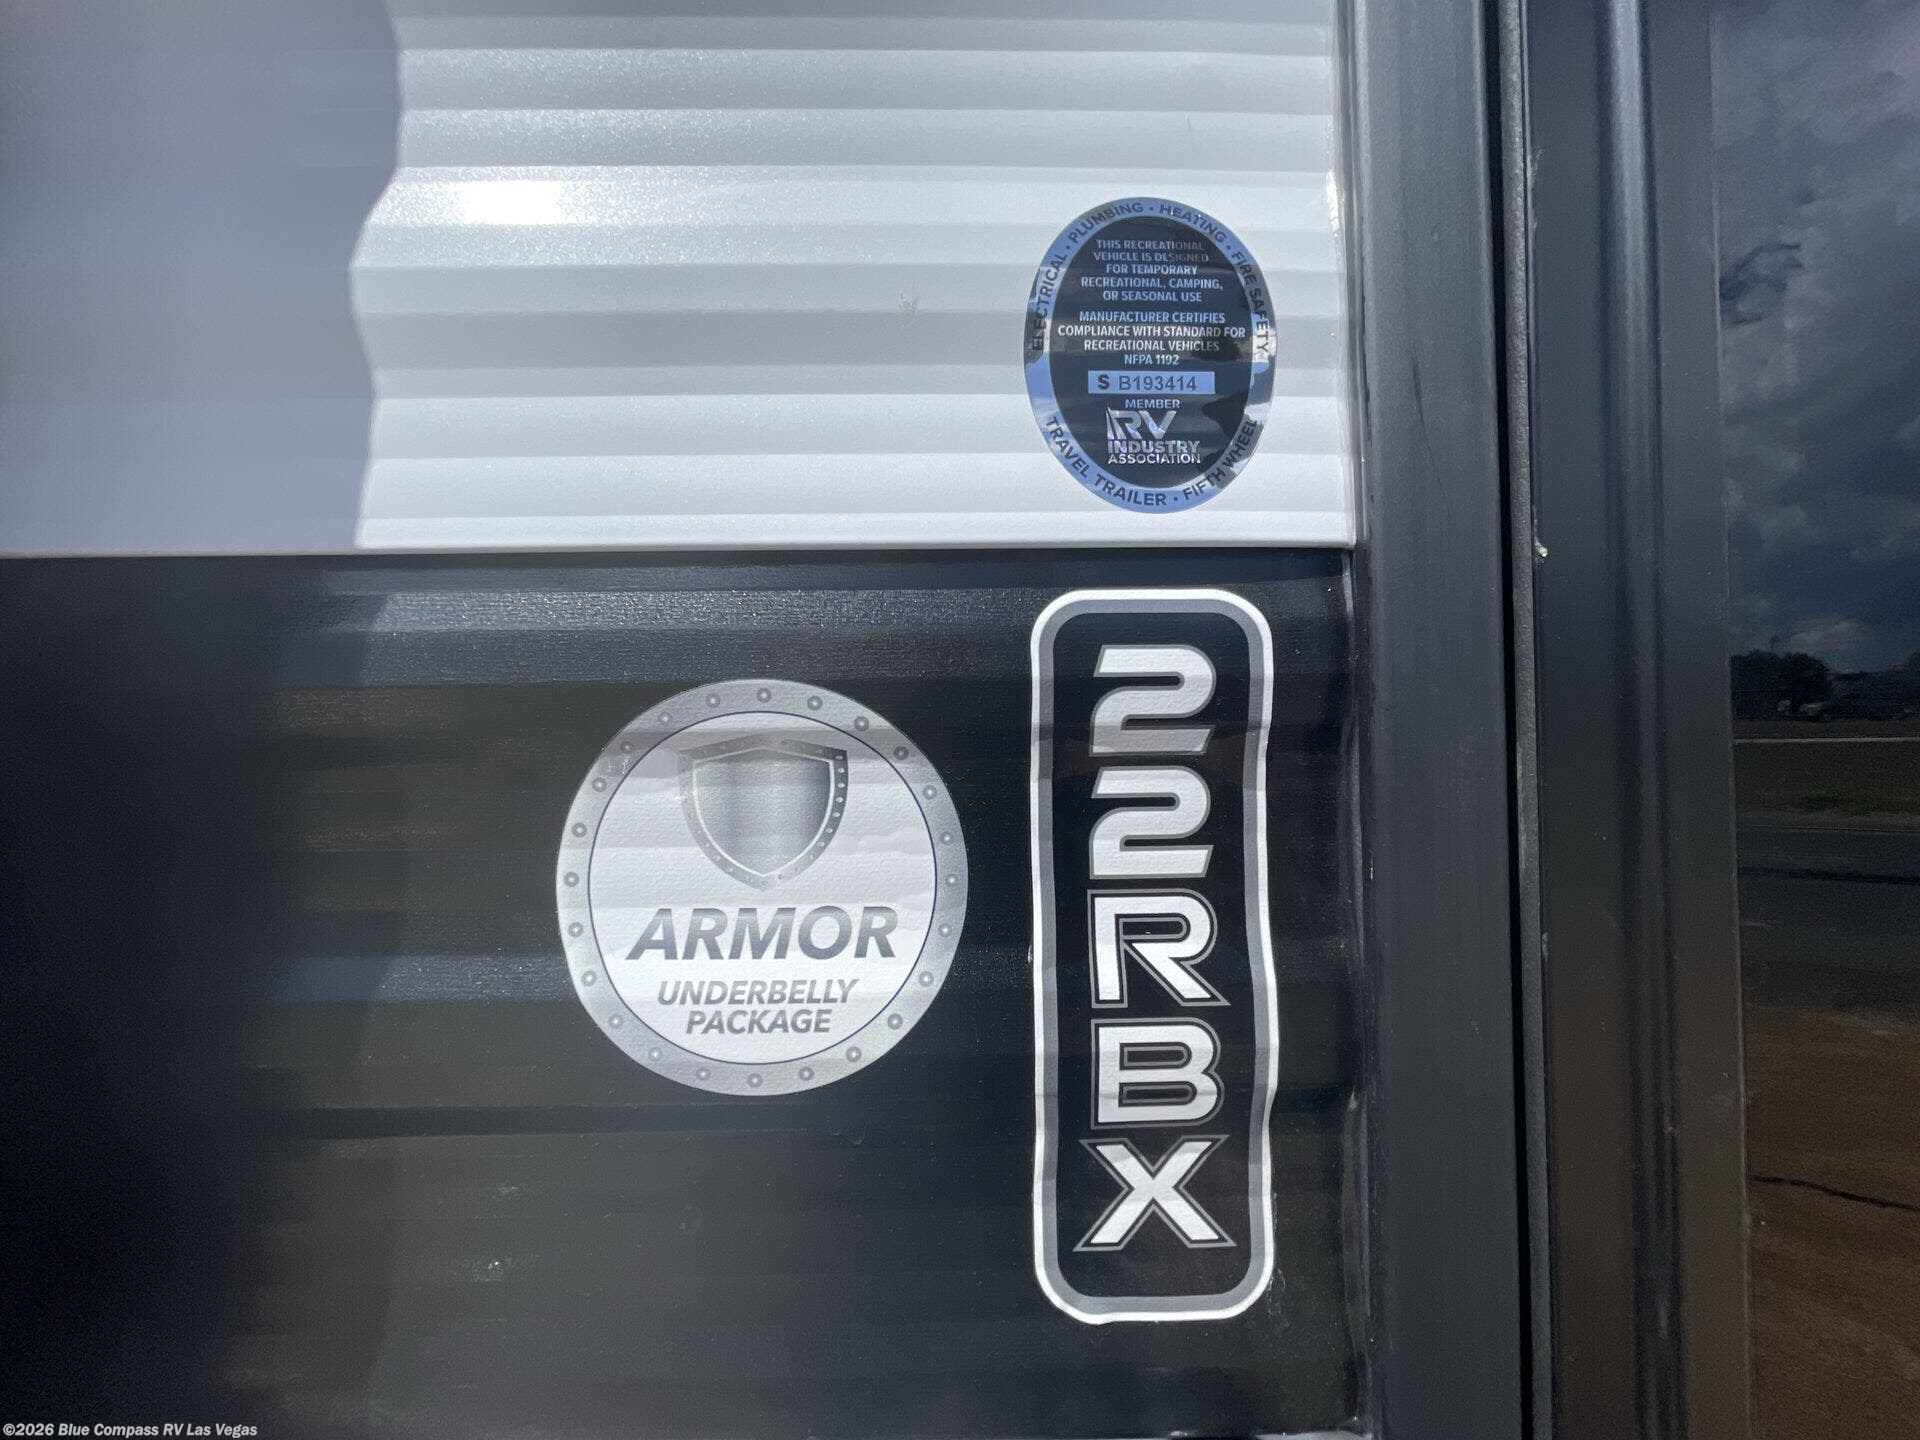 ELECTRICAL • PLUMBING • HEATING • FIRE SAFETY
THIS RECREATIONAL
VEHICLE IS DESIGNED
FOR TEMPORARY
RECREATIONAL, CAMPING,
OR SEASONAL USE
MANUFACTURER CERTIFIES
COMPLIANCE WITH STANDARD FOR
RECREATIONAL VEHICLES
NFPA 1192
S B193414
MEMBER
RV
INDUSTRY
ASSOCIATION
TRAVEL TRAILER • FIFTH WHEEL
ARMOR
UNDERBELLY
PACKAGE
22RBX
©2026 Blue Compass RV Las Vegas